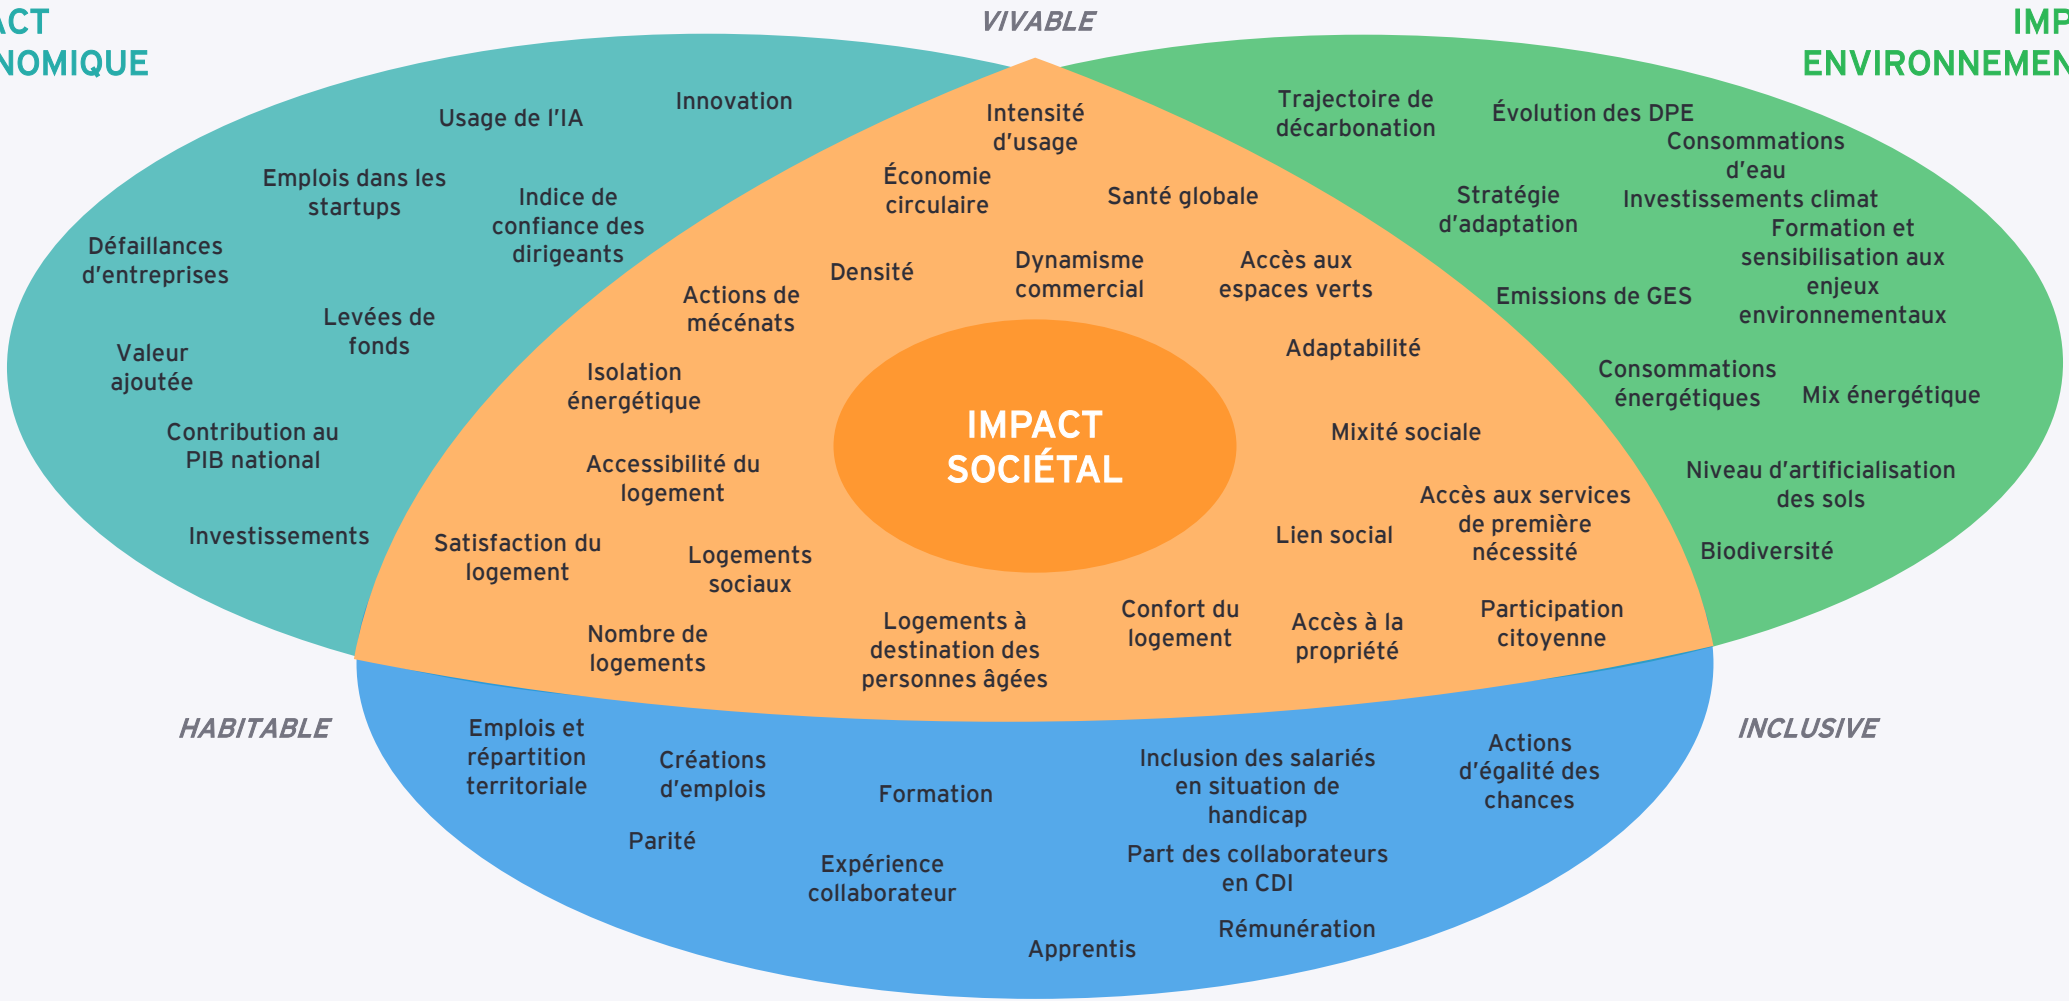 VIVABLE
NOMIQUE
ENVIRONNEMEN
Usage de l'IA
Innovation
Emplois dans les
startups
Indice de
confiance des
dirigeants
Défaillances
d'entreprises
Levées de
fonds
Valeur
ajoutée
Contribution au
PIB national
Investissements
Intensité
d'usage
Économie
circulaire
Santé globale
Densité
Dynamisme
commercial
Accès aux
espaces verts
Actions de
mécénats
Adaptabilité
Isolation
énergétique
IMPACT
SOCIÉTAL
Mixité sociale
Accessibilité du
logement
Accès aux services
de première
nécessité
Lien social
Satisfaction du
logement
Logements
sociaux
Nombre de
logements
Logements à
destination des
personnes âgées
Confort du
logement
Accès à la
propriété
Participation
citoyenne
Trajectoire de
décarbonation
Évolution des DPE
Consommations
d'eau
Stratégie
d'adaptation
Investissements climat
Formation et
sensibilisation aux
enjeux
environnementaux
Emissions de GES
Consommations
énergétiques
Mix énergétique
Niveau d'artificialisation
des sols
Biodiversité
HABITABLE
INCLUSIVE
Emplois et
répartition
territoriale
Créations
d'emplois
Formation
Inclusion des salariés
en situation de
handicap
Actions
d'égalité des
chances
Parité
Expérience
collaborateur
Part des collaborateurs
en CDI
Rémunération
Apprentis